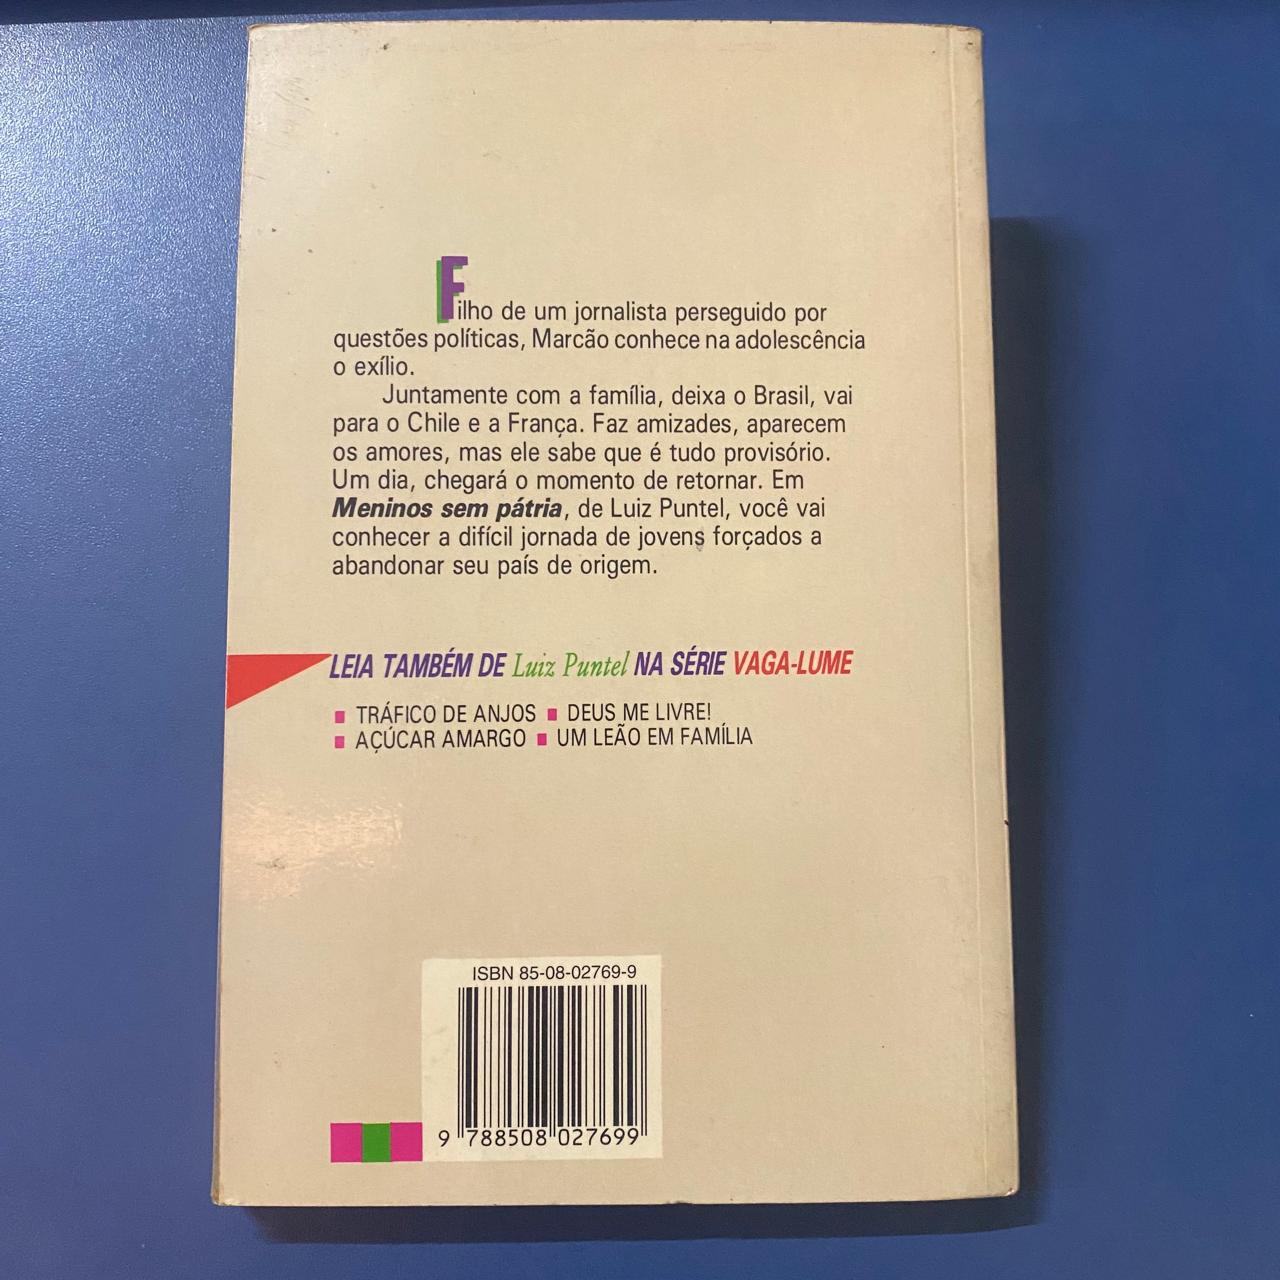 Filho de um jornalista perseguido por
questões políticas, Marcão conhece na adolescência
o exílio.
Juntamente com a família, deixa o Brasil, vai
para o Chile e a França. Faz amizades, aparecem
os amores, mas ele sabe que é tudo provisório.
Um dia, chegará o momento de retornar. Em
Meninos sem pátria, de Luiz Puntel, você vai
conhecer a difícil jornada de jovens forçados a
abandonar seu país de origem.
LEIA TAMBÉM DE Luiz Puntel NA SÉRIE VAGA-LUME
TRÁFICO DE ANJOS ■ DEUS ME LIVRE!
AÇÚCAR AMARGO ■ UM LEÃO EM FAMÍLIA
ISBN 85-08-02769-9
9 788508 027699